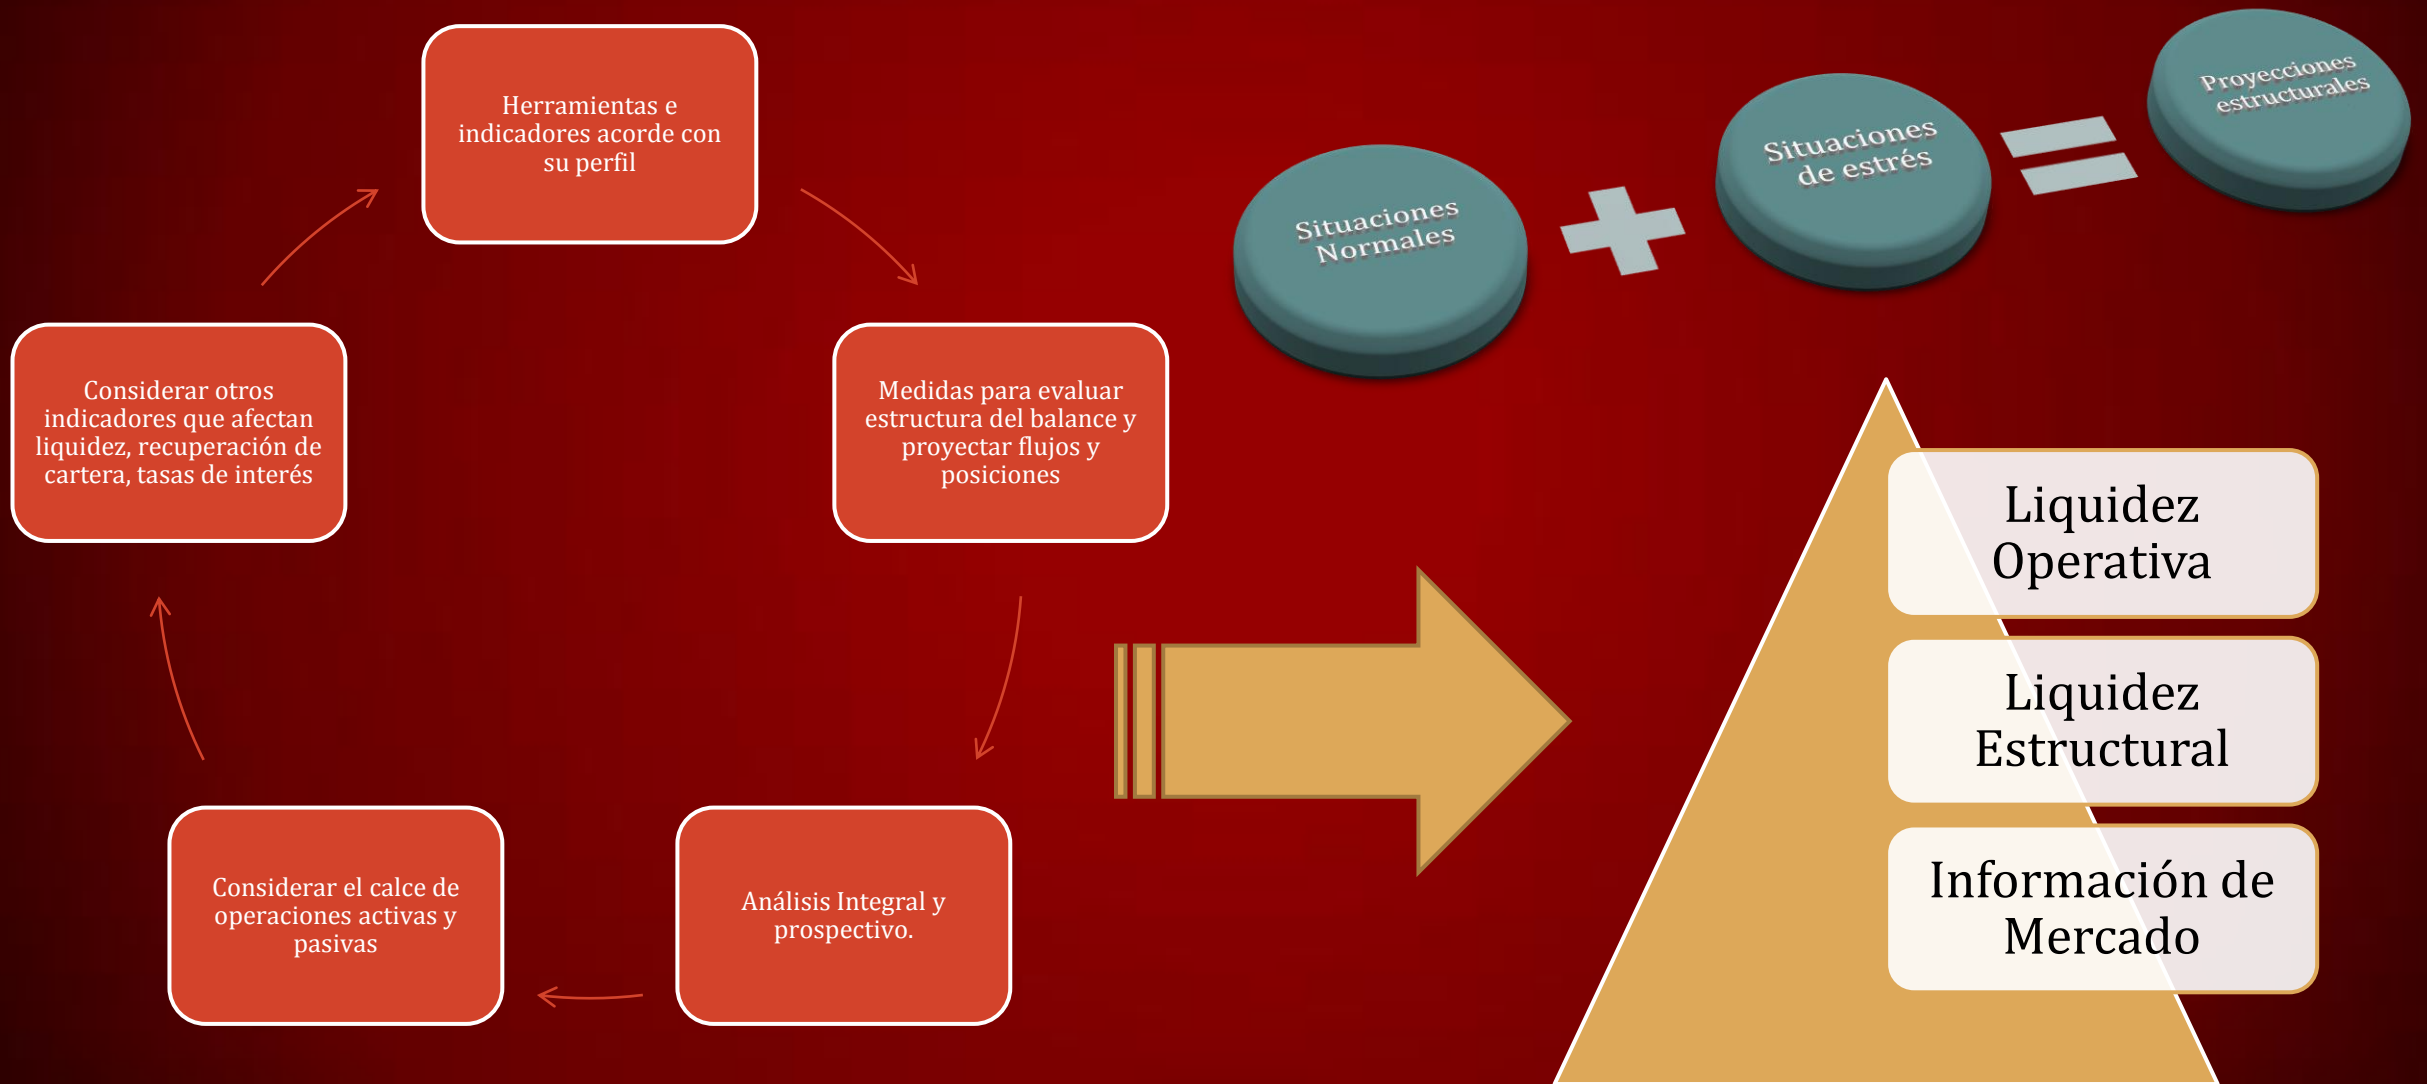 Herramientas e
indicadores acorde con
su perfil
Medidas para evaluar
estructura del balance y
proyectar flujos y
posiciones
Análisis Integral y
prospectivo.
Considerar el calce de
operaciones activas y
pasivas
Considerar otros
indicadores que afectan
liquidez, recuperación de
cartera, tasas de interés
Situaciones
Normales
Situaciones
de estrés
Proyecciones
estructurales
Liquidez
Operativa
Liquidez
Estructural
Información de
Mercado